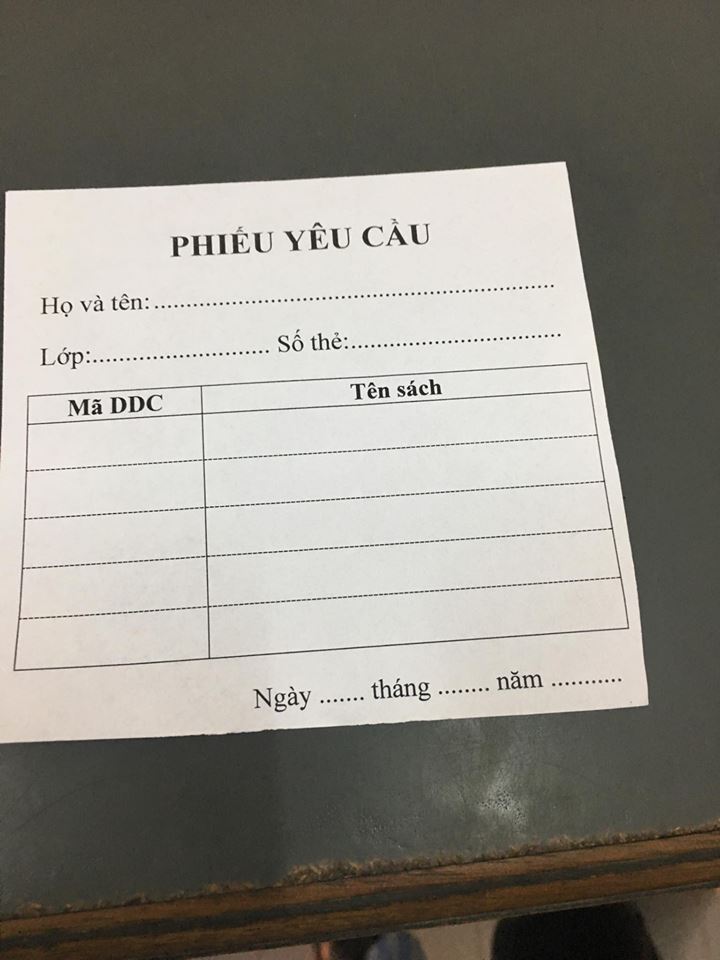 PHIẾU YÊU CẦU
Họ và tên:...............................................................
Lớp:............................ Số thẻ:.................................
Mã DDC Tên sách
Ngày ....... tháng ........ năm ...........